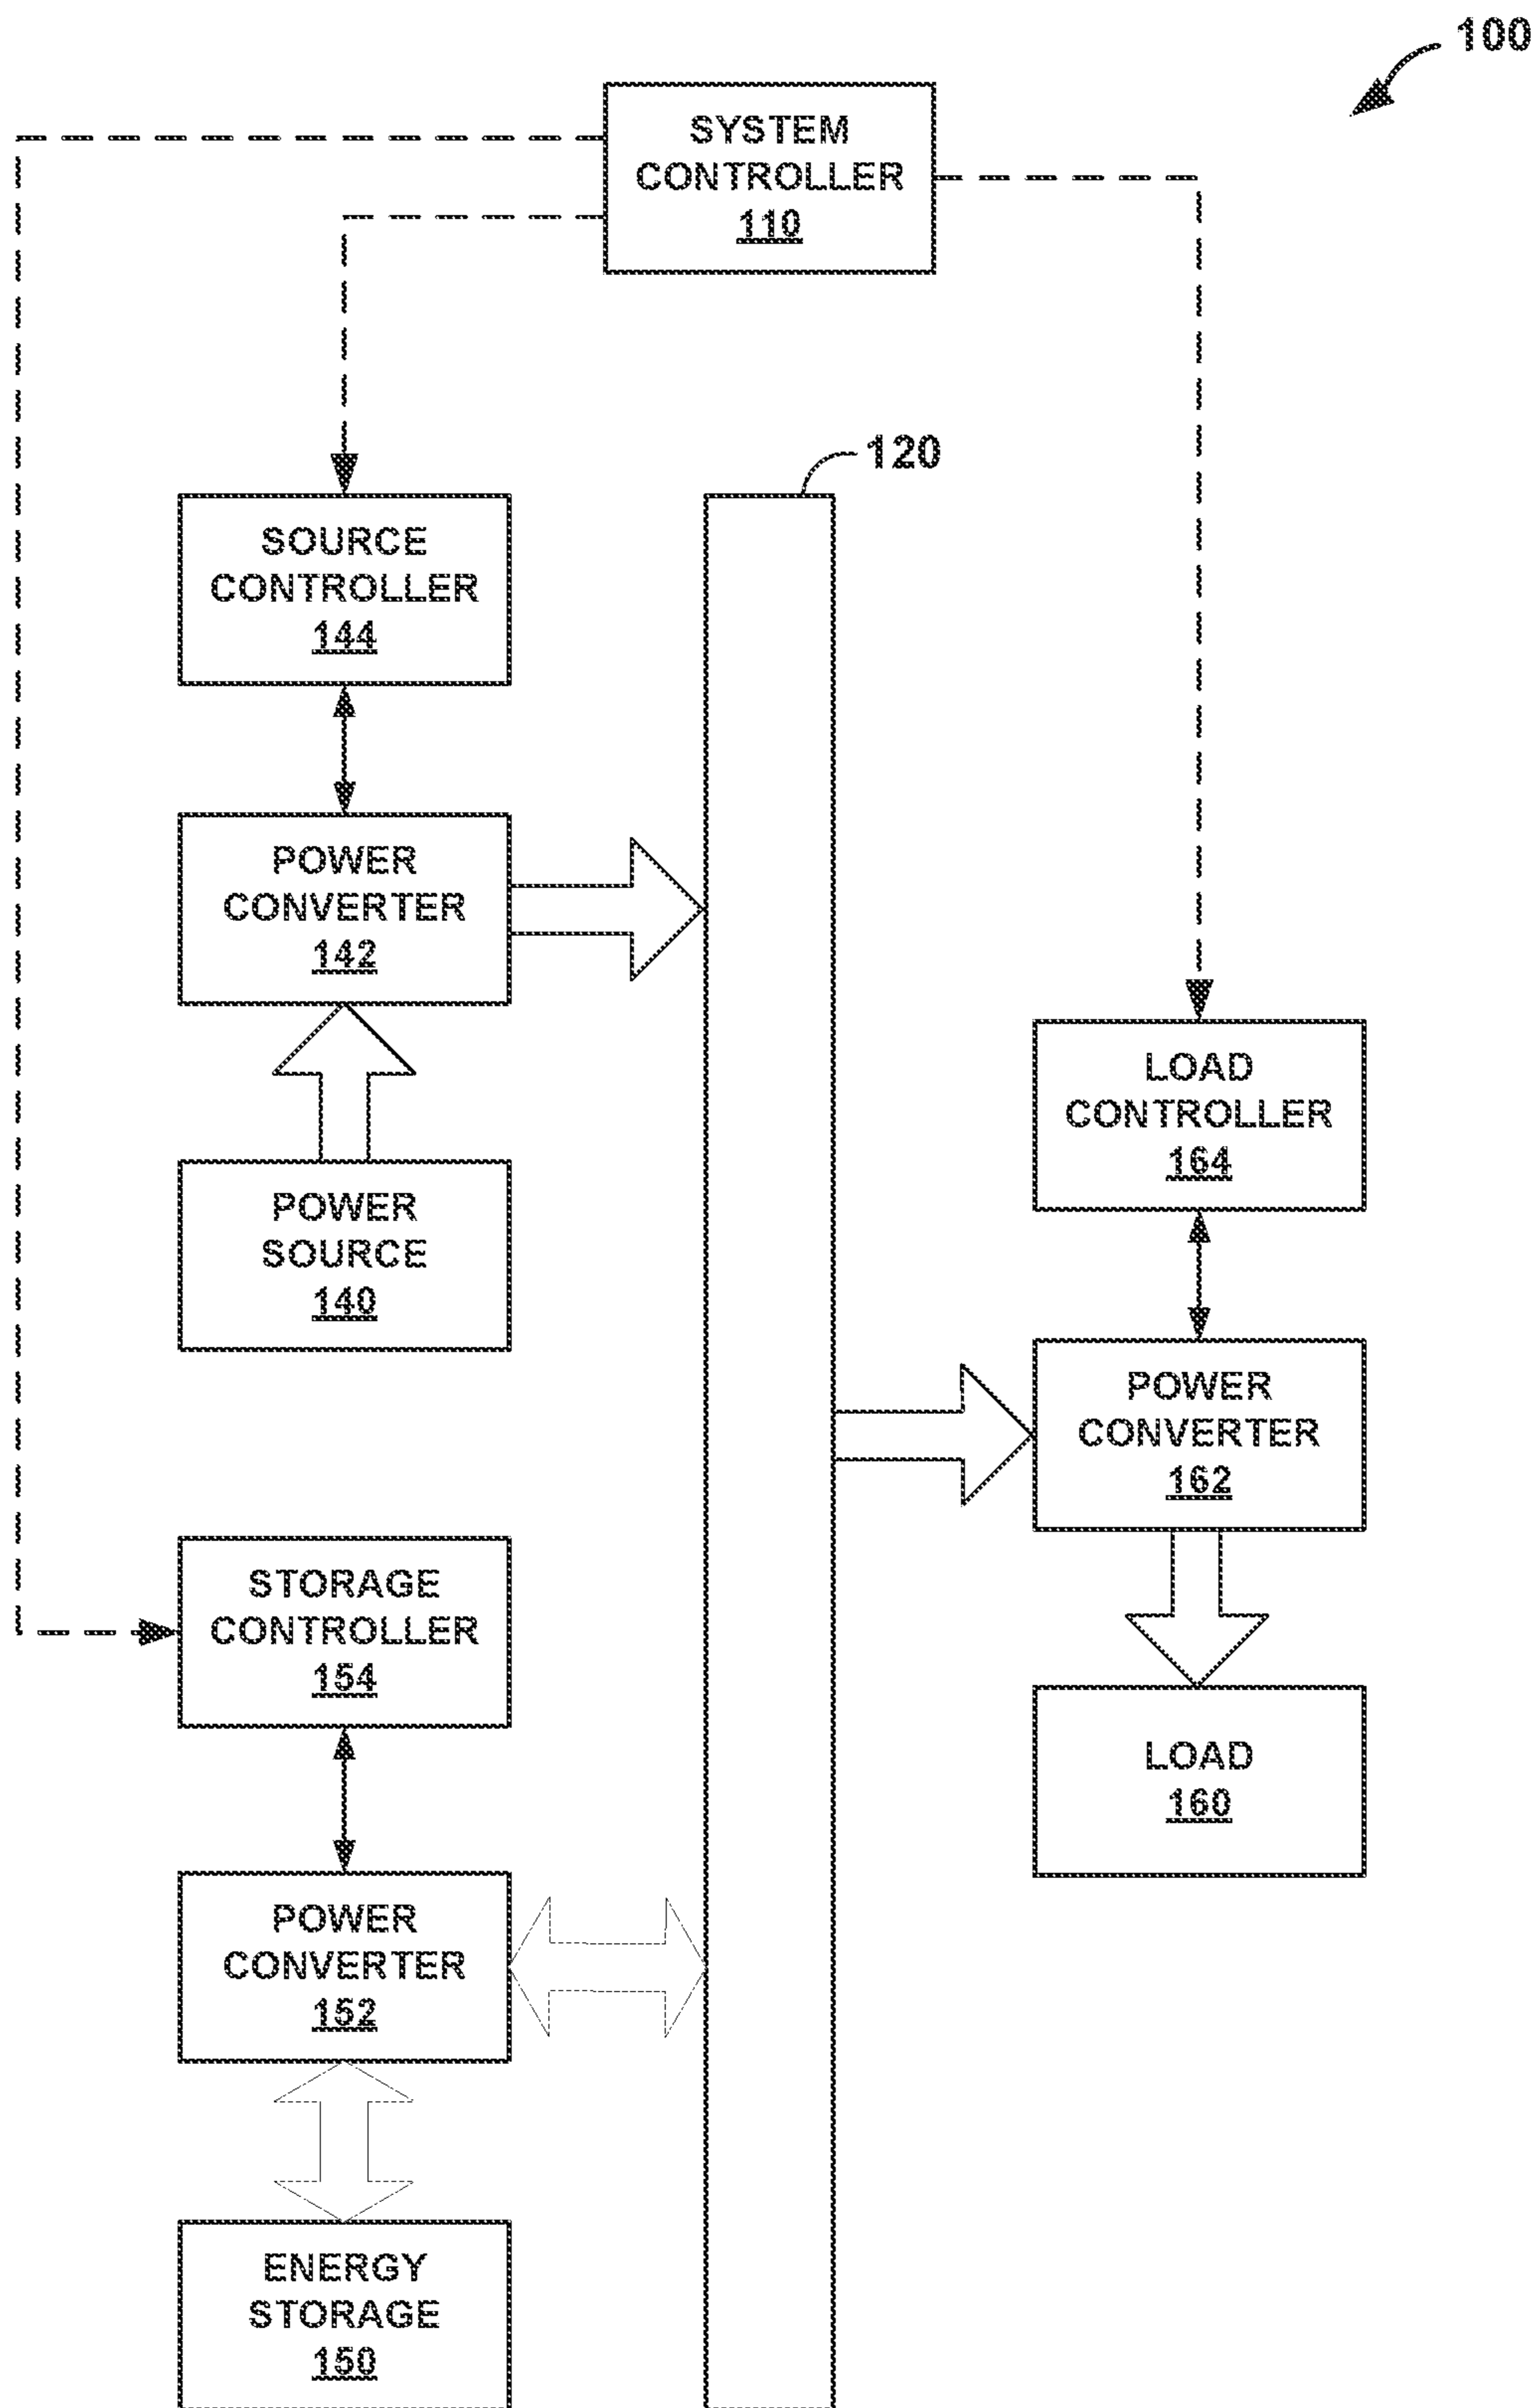 100
SYSTEM
CONTROLLER
110
120
SOURCE
CONTROLLER
144
POWER
CONVERTER
142
POWER
SOURCE
140
LOAD
CONTROLLER
164
POWER
CONVERTER
162
LOAD
160
STORAGE
CONTROLLER
154
POWER
CONVERTER
152
ENERGY
STORAGE
150